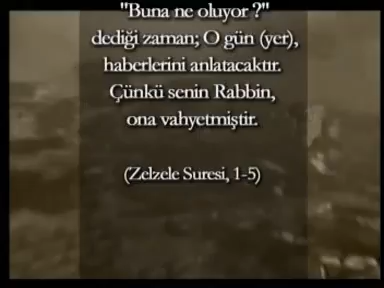 "Buna ne oluyor ?"
dediği zaman; O gün (yer),
haberlerini anlatacaktır.
Çünkü senin Rabbin,
ona vahyetmiştir.
(Zelzele Suresi, 1-5)